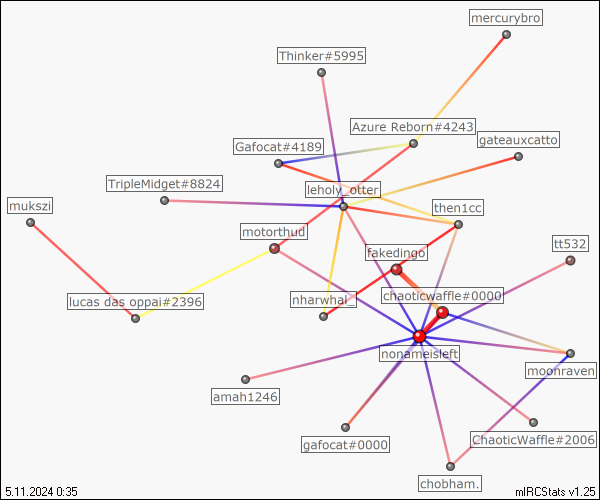 mercurybro
Thinker#5995
Azure Reborn#4243
gateauxcatto
Gafocat#4189
TripleMidget#8824
leholy_otter
mukszi
then1cc
motorthud
tt532
fakedingo
lucas das oppai#2396
nharwhal_
chaoticwaffle#0000
nonameisleft
moonraven
amah1246
gafocat#0000
ChaoticWaffle#2006
chobham.
5.11.2024 0:35
mIRCStats v1.25